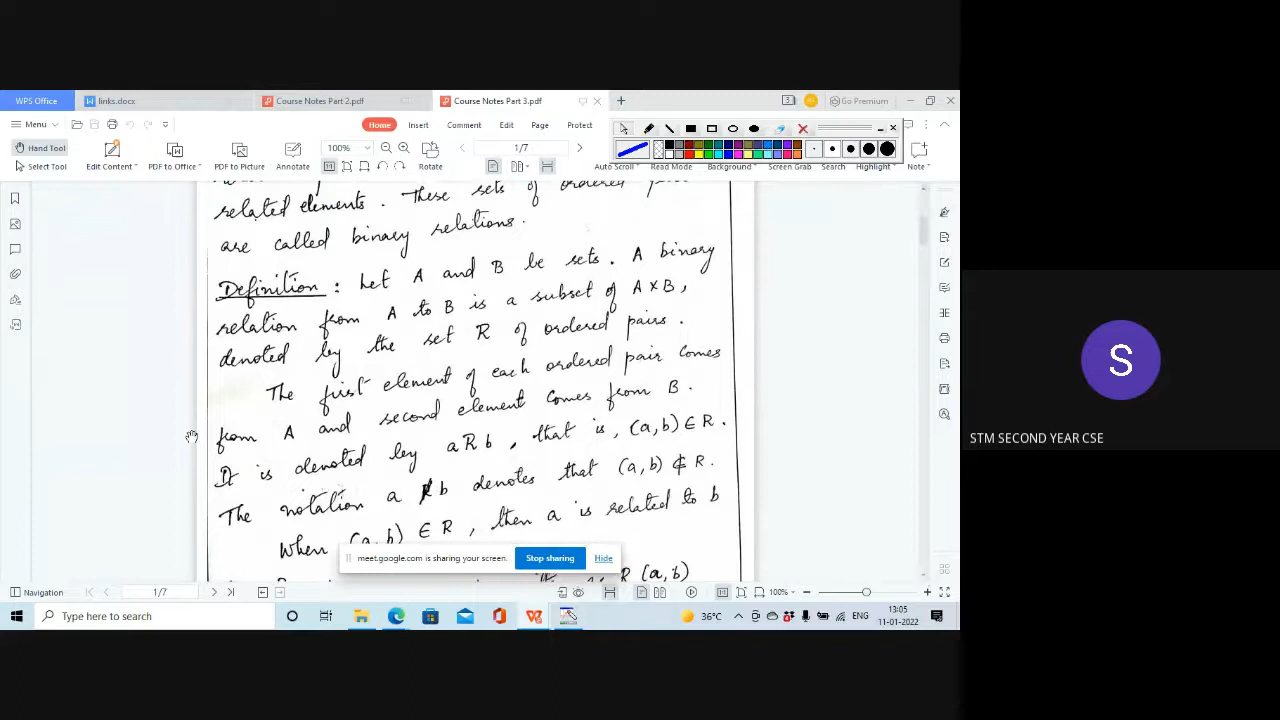 WPS Office
links.docx
Course Notes Part 2.pdf
Course Notes Part 3.pdf
3
Go Premium
Menu
Home
Insert
Comment
Edit
Page
Protect
Hand Tool
Select Tool
Edit Content
PDF to Office
PDF to Picture
Annotate
100%
Rotate
1/7
Auto Scroll
Read Mode
Background
Screen Grab
Search
Highlight
Note
related elements. These sets of ordered
are called binary relations.
Definition : Let A and B be sets. A binary
relation from A to B is a subset of A×B,
denoted by the set R of ordered pairs.
The first element of each ordered pair comes
from A and second element comes from B.
It is denoted by aRb, that is, (a,b) ∈ R.
The notation a R̸ b denotes that (a,b) ∉ R.
When (a,b) ∈ R, then a is related to b
R (a,b)
meet.google.com is sharing your screen.
Stop sharing
Hide
Navigation
1/7
100%
Type here to search
36°C
ENG
13:05
11-01-2022
S
STM SECOND YEAR CSE